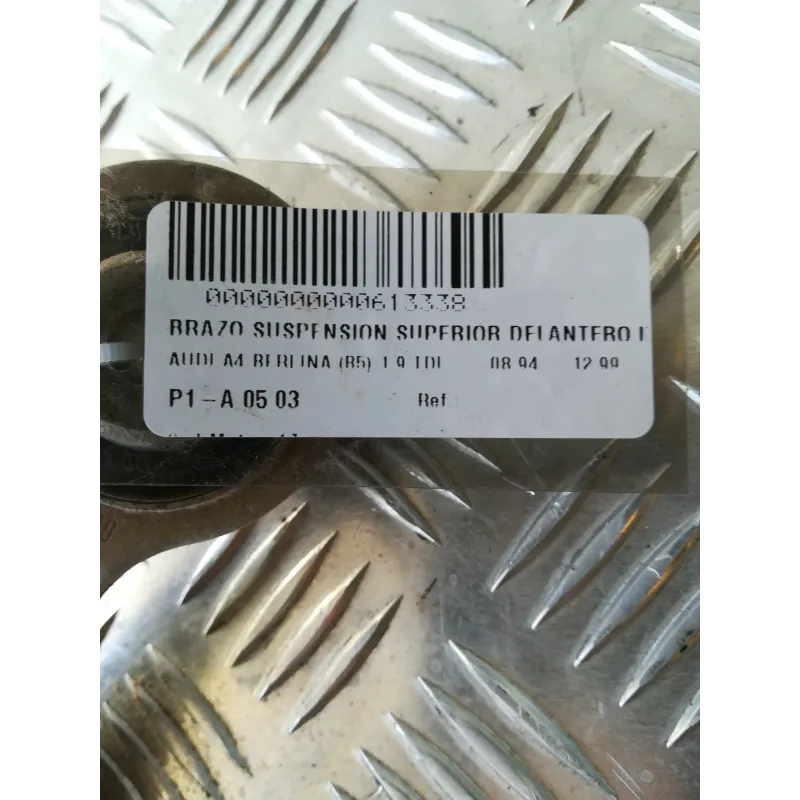 0000000000613338
BRAZO SUSPENSION SUPERIOR DELANTERO
AUDI A4 BERLINA (B5) 1.9 TDI 08.94 12.99
P1-A 05 03 Ref.: